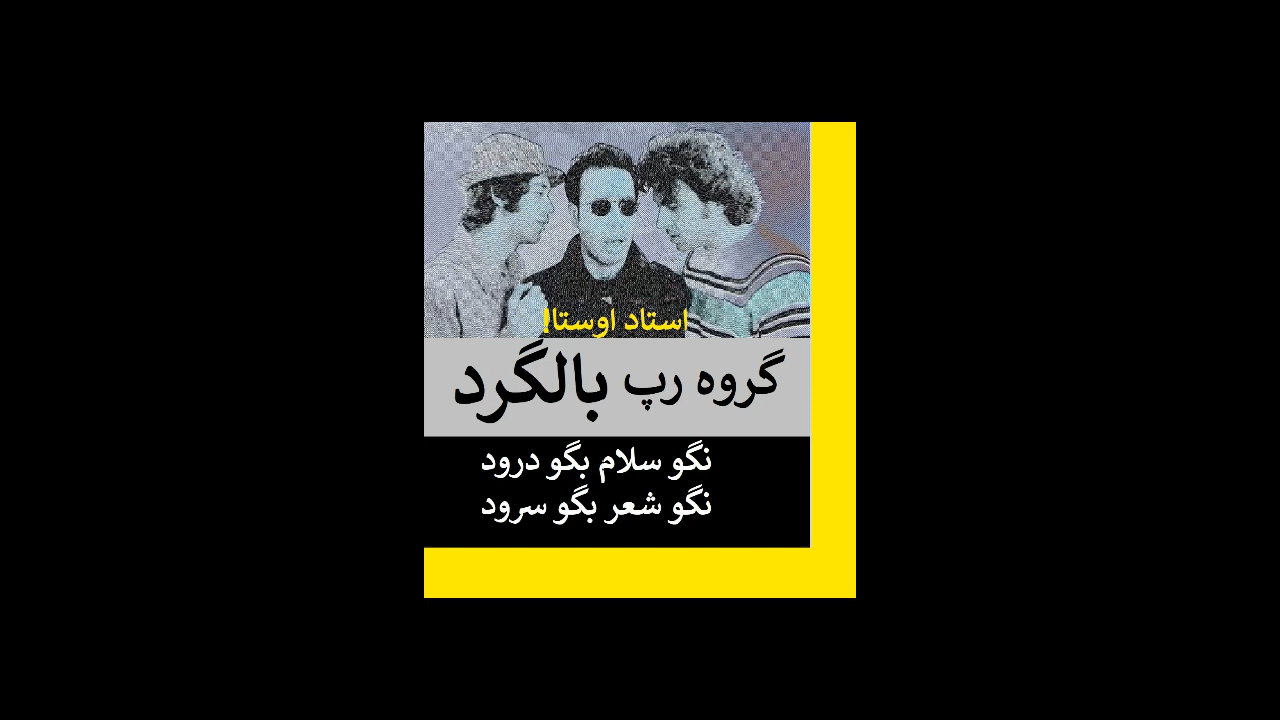 استاد اوستا!
گروه رپ بالگرد
نگو سلام بگو درود
نگو شعر بگو سرود